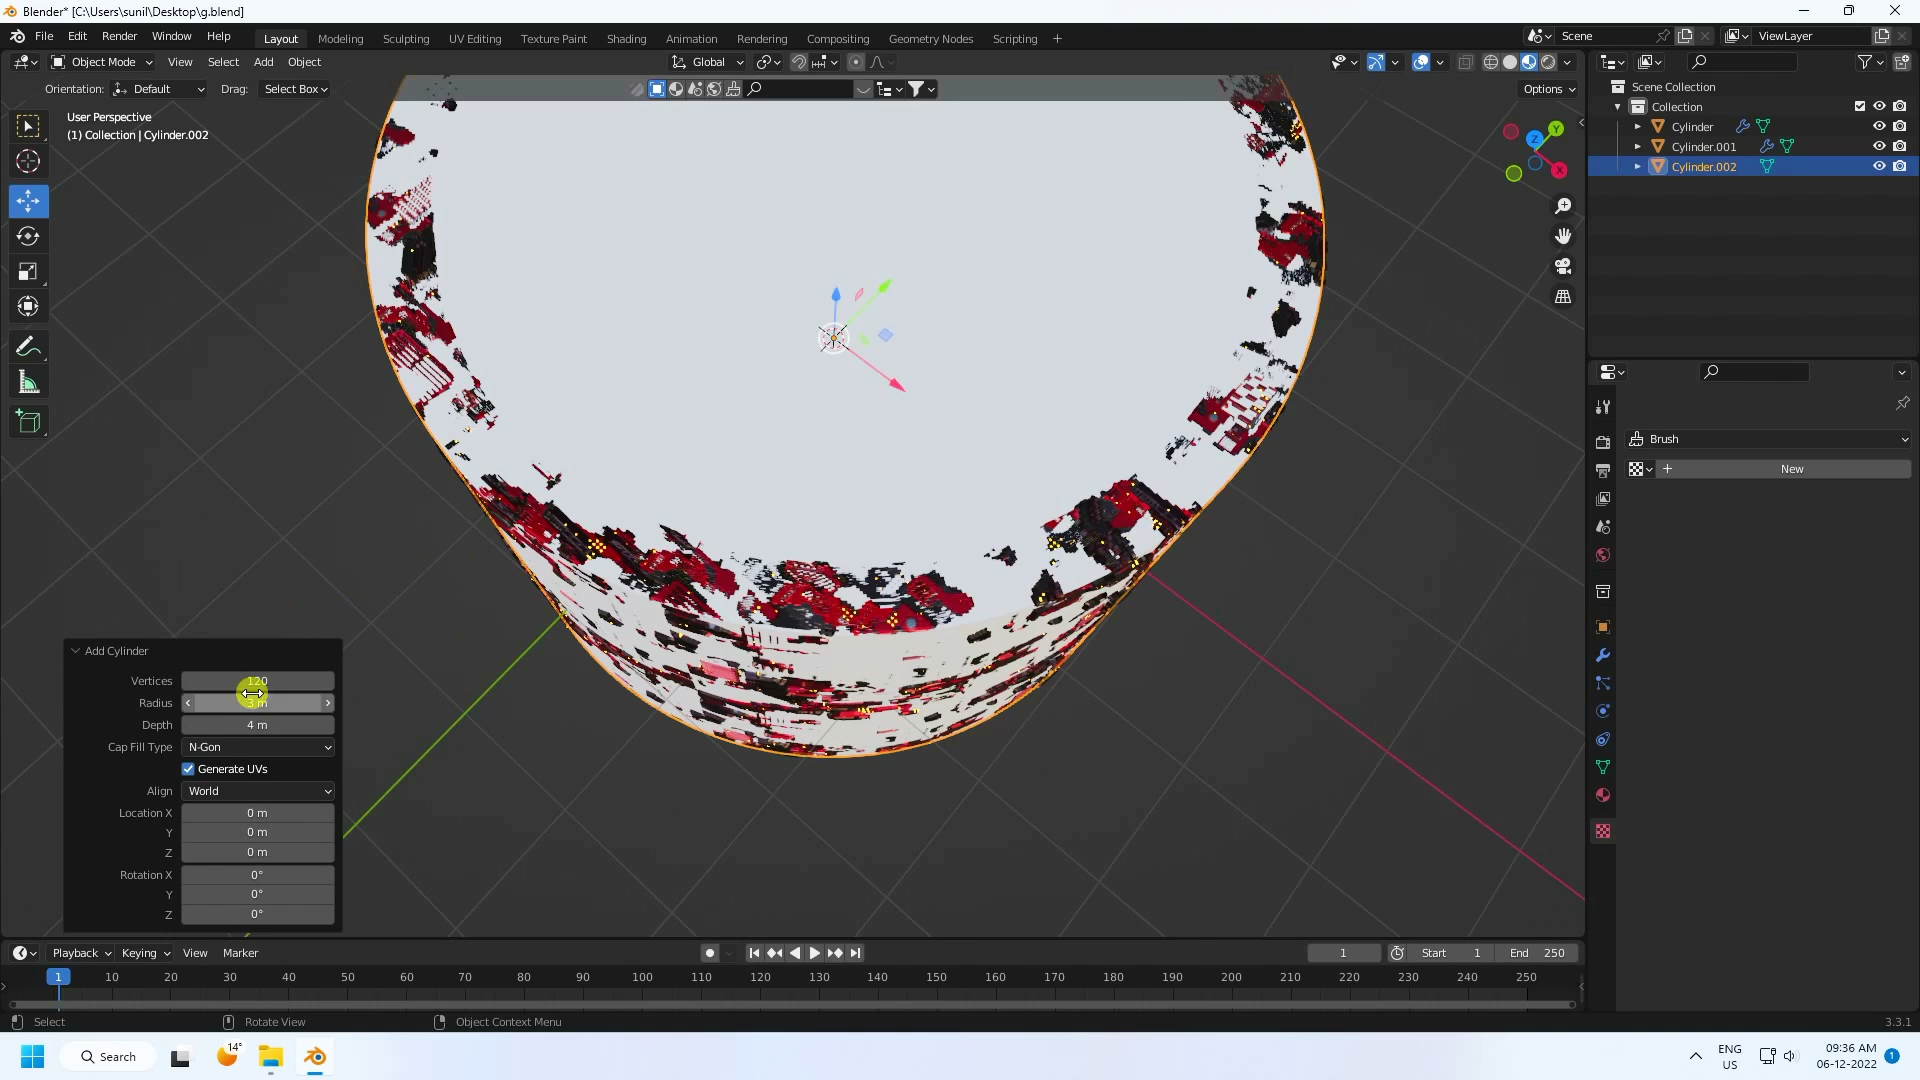 Blender* [C:\Users\sunil\Desktop\g.blend]
File Edit Render Window Help Layout Modeling Sculpting UV Editing Texture Paint Shading Animation Rendering Compositing Geometry Nodes Scripting + Scene ViewLayer
Object Mode View Select Add Object Global
Orientation: Default Drag: Select Box Options
User Perspective
(1) Collection | Cylinder.002
Scene Collection
Collection
Cylinder
Cylinder.001
Cylinder.002
Z Y X
Brush
+ New
Add Cylinder
Vertices 120
Radius 3 m
Depth 4 m
Cap Fill Type N-Gon
Generate UVs
Align World
Location X 0 m
Y 0 m
Z 0 m
Rotation X 0°
Y 0°
Z 0°
Playback Keying View Marker 1 Start 1 End 250
1 10 20 30 40 50 60 70 80 90 100 110 120 130 140 150 160 170 180 190 200 210 220 230 240 250
Select Rotate View Object Context Menu 3.3.1
Search 14° ENG US 09:36 AM 06-12-2022 1